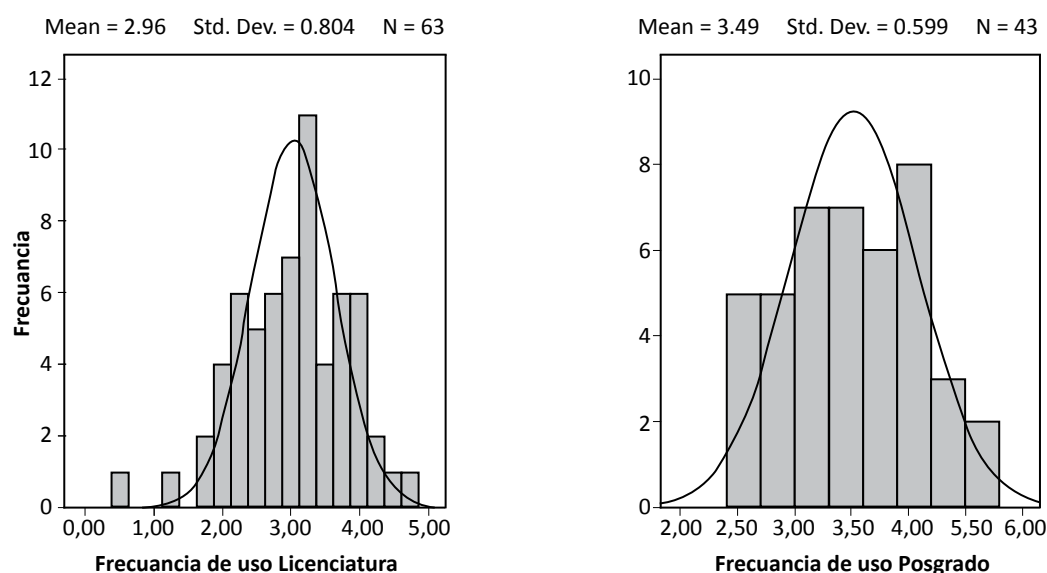 Mean = 2.96 Std. Dev. = 0.804 N = 63
12
10
8
6
4
2
0
Frecuancia
0,00 1,00 2,00 3,00 4,00 5,00
Frecuancia de uso Licenciatura
Mean = 3.49 Std. Dev. = 0.599 N = 43
10
8
6
4
2
0
2,00 2,50 3,00 3,50 4,00 5,50 6,00
Frecuancia de uso Posgrado